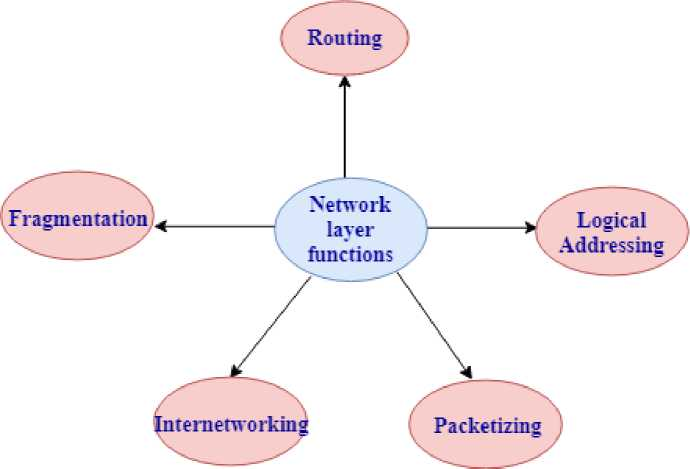 Routing
Fragmentation
Network
layer
functions
Logical
Addressing
Internetworking
Packetizing